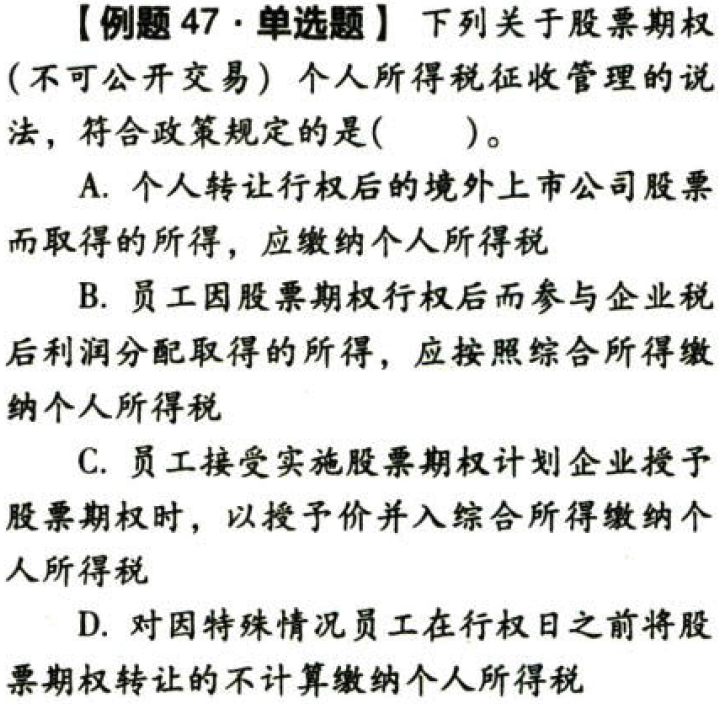 【例题 47·单选题】 下列关于股票期权
(不可公开交易) 个人所得税征收管理的说
法，符合政策规定的是(　　)。
A. 个人转让行权后的境外上市公司股票
而取得的所得，应缴纳个人所得税
B. 员工因股票期权行权后而参与企业税
后利润分配取得的所得，应按照综合所得缴
纳个人所得税
C. 员工接受实施股票期权计划企业授予
股票期权时，以授予价并入综合所得缴纳个
人所得税
D. 对因特殊情况员工在行权日之前将股
票期权转让的不计算缴纳个人所得税